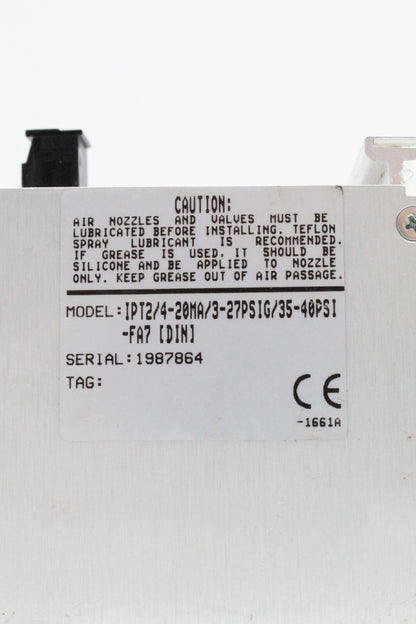 CAUTION:
AIR NOZZLES AND VALVES MUST BE
LUBRICATED BEFORE INSTALLING. TEFLON
SPRAY LUBRICANT IS RECOMMENDED.
IF GREASE IS USED, IT SHOULD BE
SILICONE AND BE APPLIED TO NOZZLE
ONLY. KEEP GREASE OUT OF AIR PASSAGE.
MODEL: IPT2/4-20MA/3-27PSIG/35-40PSI
-FA7 [DIN]
SERIAL: 1987864
TAG:
CE
-1661A